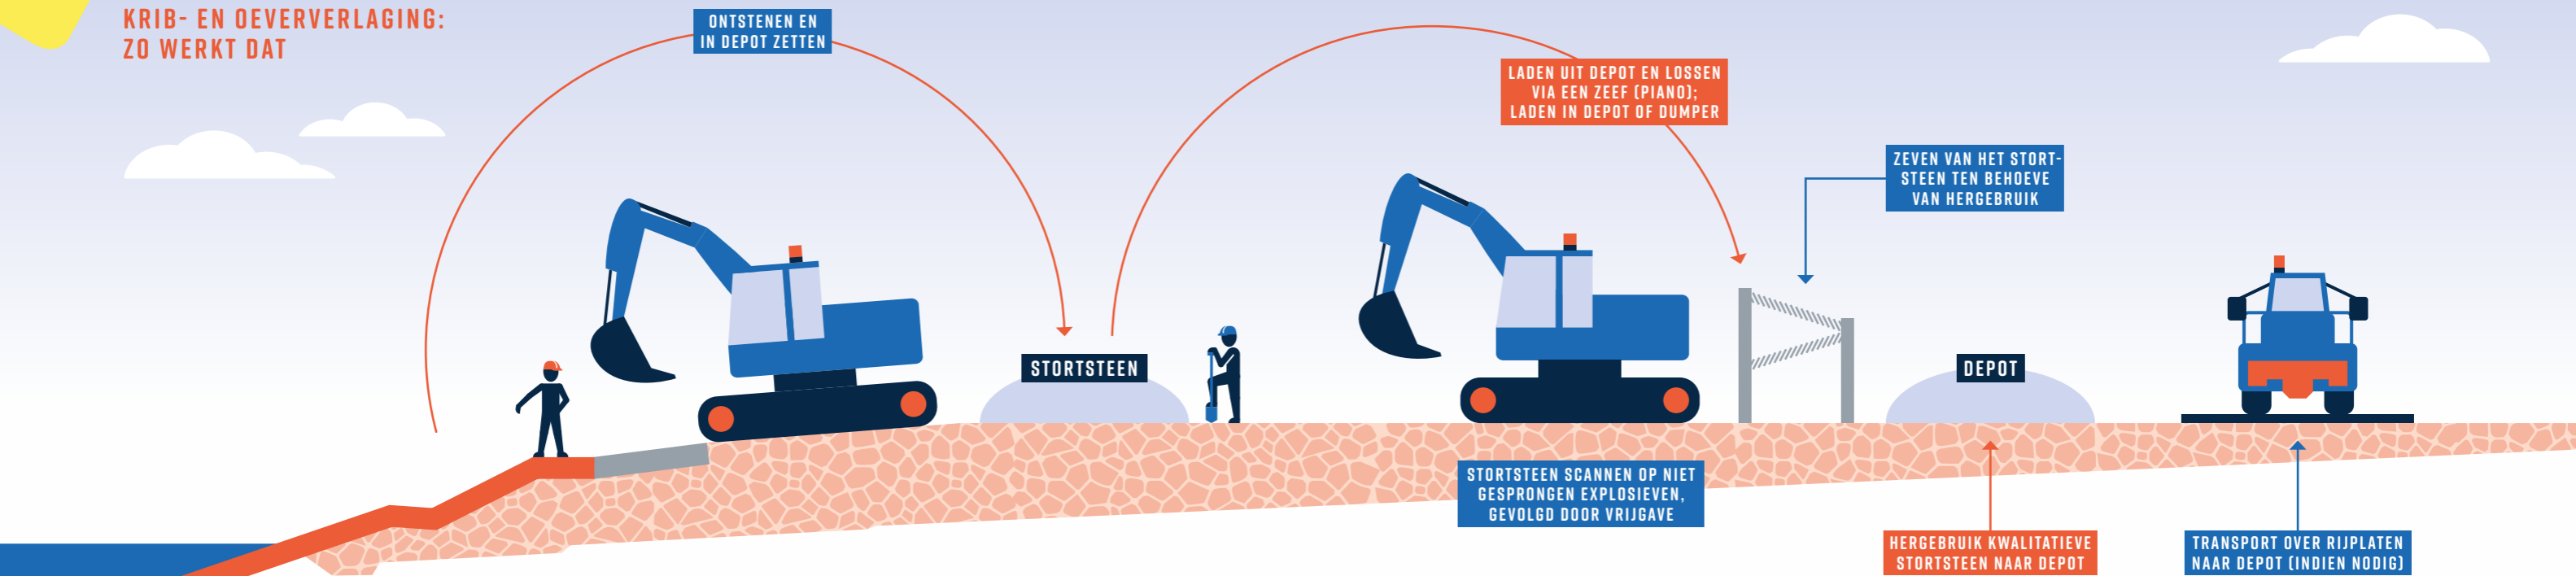 KRIB- EN OEVERVERLAGING:
ZO WERKT DAT
ONTSTENEN EN
IN DEPOT ZETTEN
LADEN UIT DEPOT EN LOSSEN
VIA EEN ZEEF (PIANO);
LADEN IN DEPOT OF DUMPER
ZEVEN VAN HET STORT-
STEEN TEN BEHOEVE
VAN HERGEBRUIK
STORTSTEEN
DEPOT
STORTSTEEN SCANNEN OP NIET
GESPRONGEN EXPLOSIEVEN,
GEVOLGD DOOR VRIJGAVE
HERGEBRUIK KWALITATIEVE
STORTSTEEN NAAR DEPOT
TRANSPORT OVER RIJPLATEN
NAAR DEPOT (INDIEN NODIG)